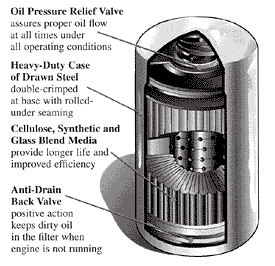 Oil Pressure Relief Valve
assures proper oil flow
at all times under
all operating conditions
Heavy-Duty Case
of Drawn Steel
double-crimped
at base with rolled-
under seaming
Cellulose, Synthetic and
Glass Blend Media
provide longer life and
improved efficiency
Anti-Drain
Back Valve
positive action
keeps dirty oil
in the filter when
engine is not running